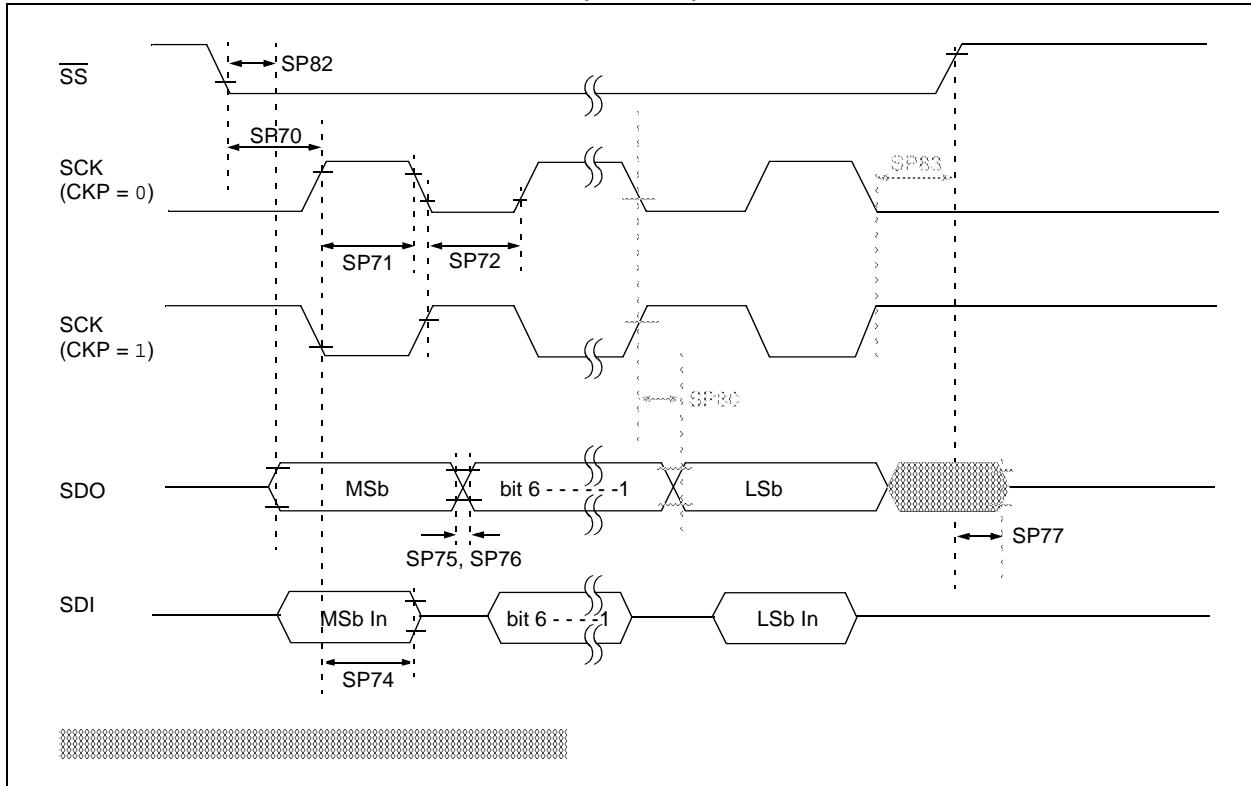 SS
SP82
SP70
SCK
(CKP = 0)
SP83
SP71
SP72
SCK
(CKP = 1)
SP80
SDO
MSb
bit 6 - - - - - -1
LSb
SP77
SP75, SP76
SDI
MSb In
bit 6 - - - -1
LSb In
SP74